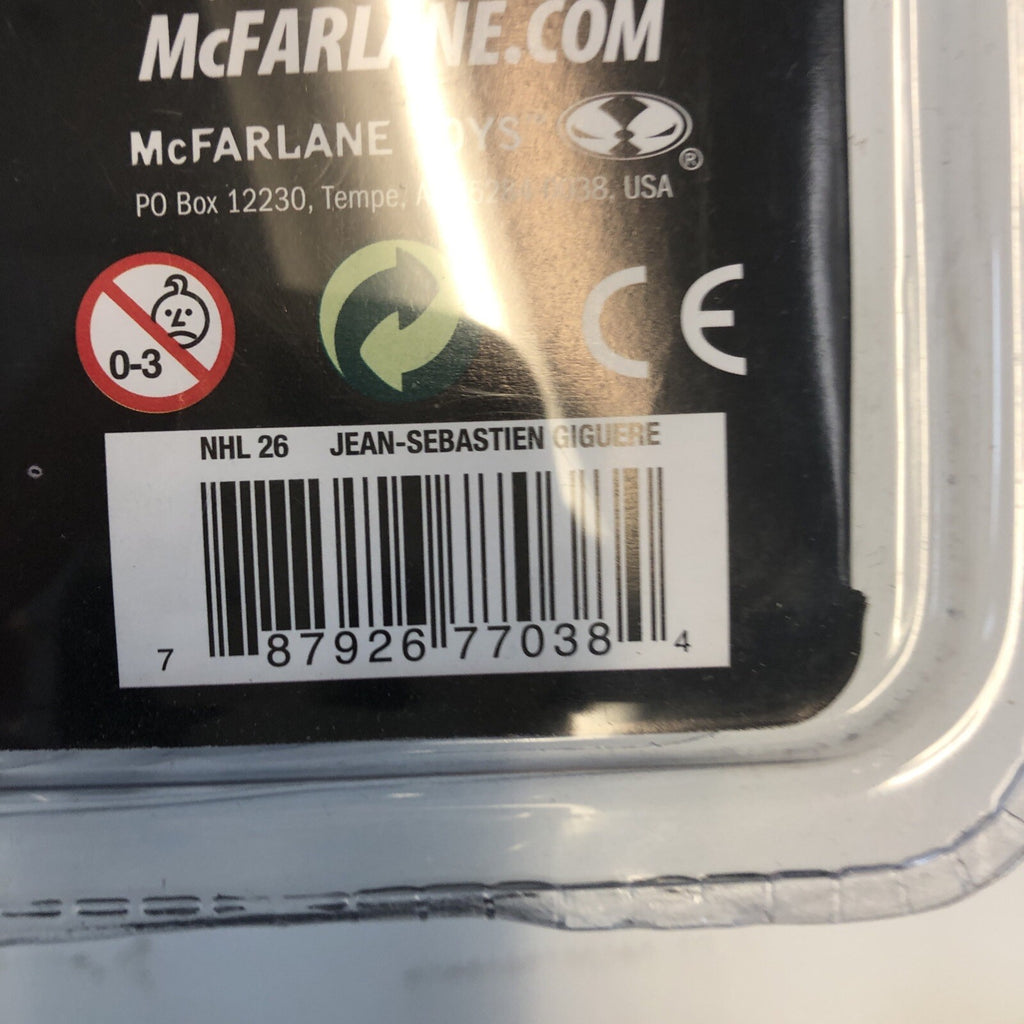 McFARLANE.COM
McFARLANE TOYS ®
PO Box 12230, Tempe, USA
0-3
CE
NHL 26 JEAN-SEBASTIEN GIGUERE
7 87926 77038 4